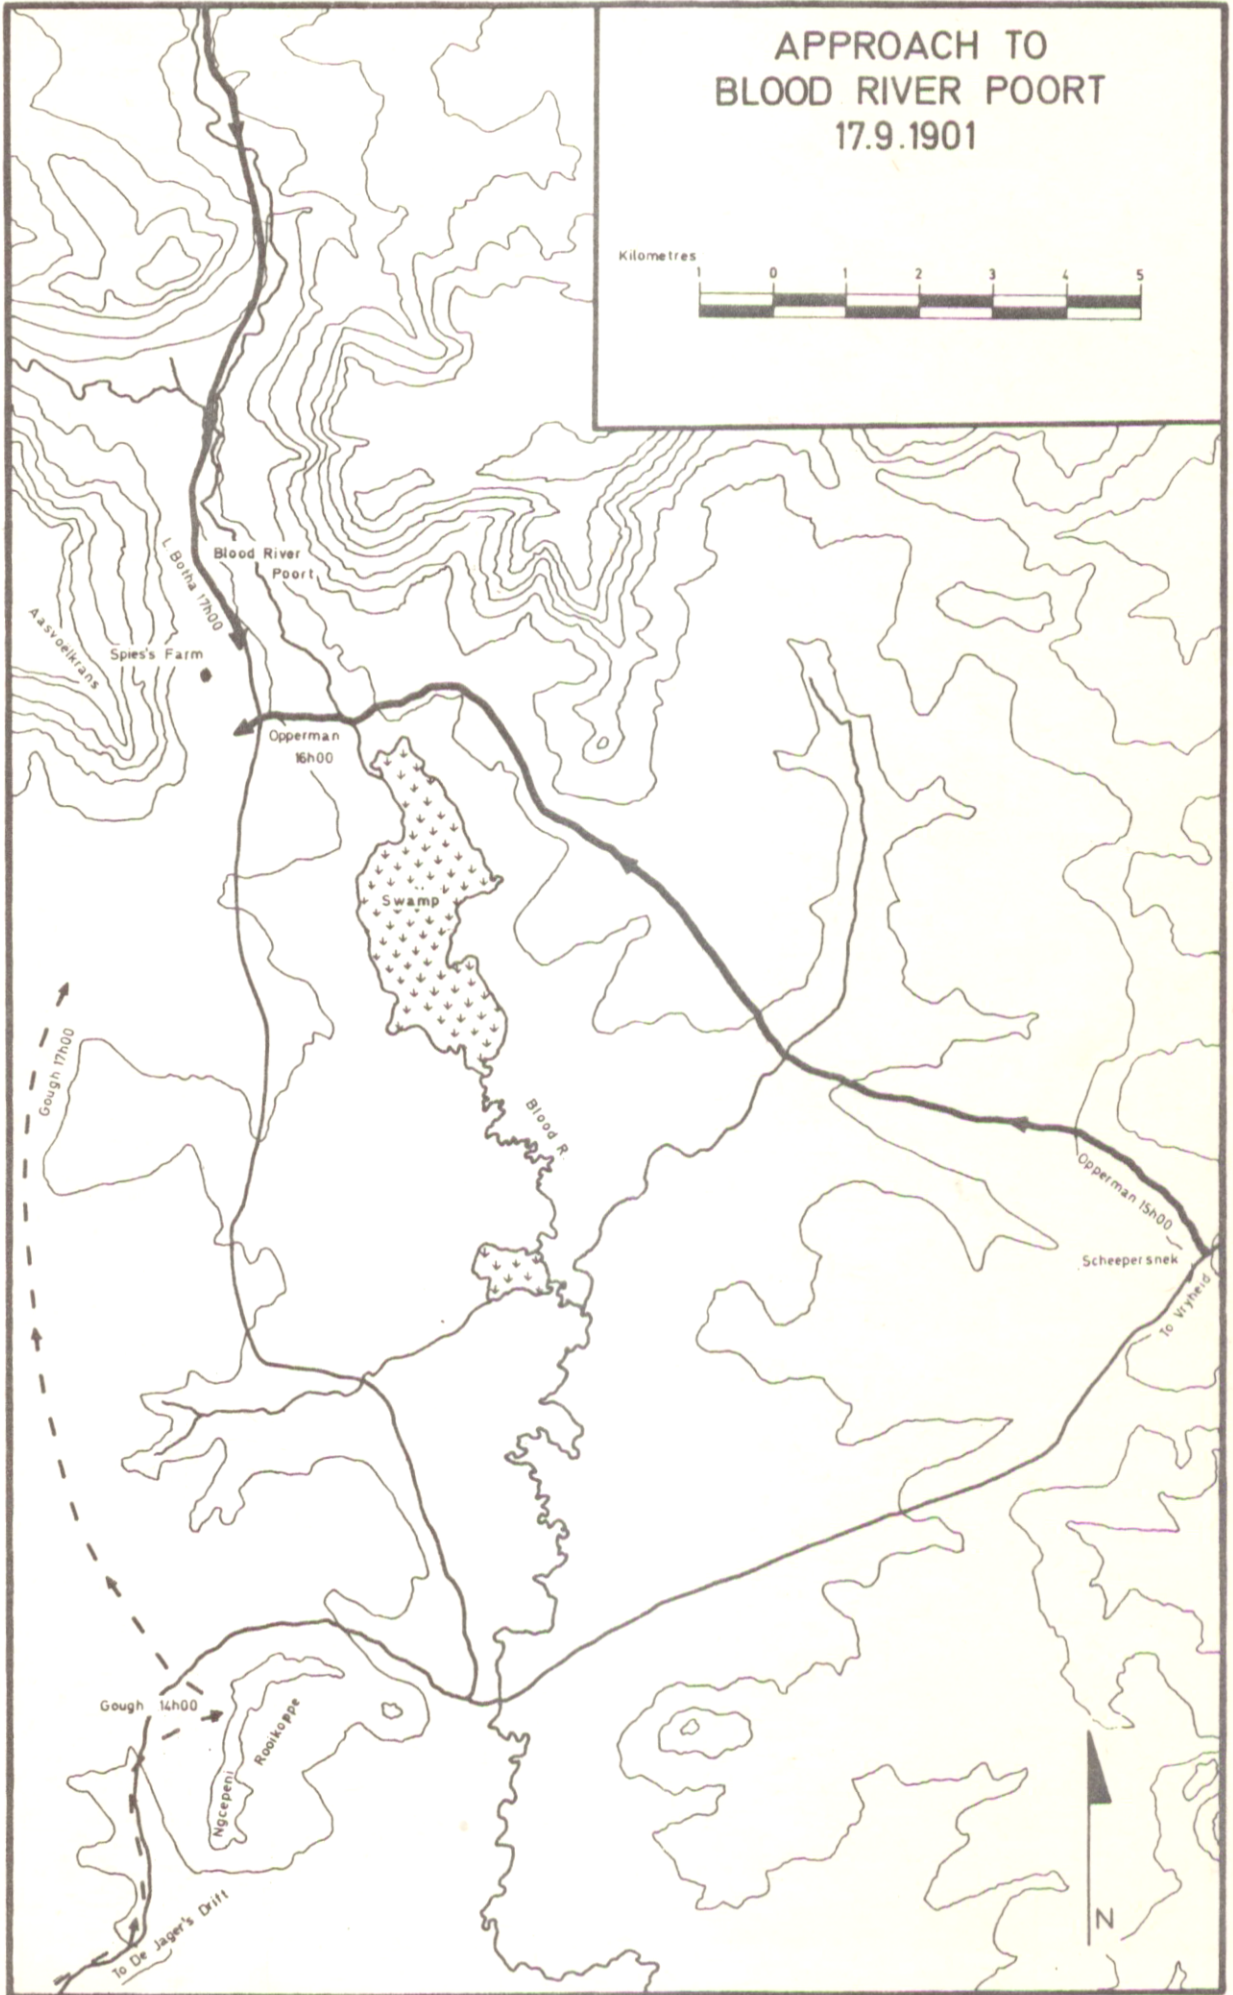 APPROACH TO
BLOOD RIVER POORT
17.9.1901
Kilometres
1 0 1 2 3 4 5
L Botha 17h00
Blood River
Poort
Aasvoelkrans
Spies's Farm
Opperman
16h00
Swamp
Gough 17h00
Blood R.
Opperman 15h00
Scheepersnek
To Vryheid
Gough 14h00
Rooikoppe
Ngcepeni
To De Jager's Drift
N